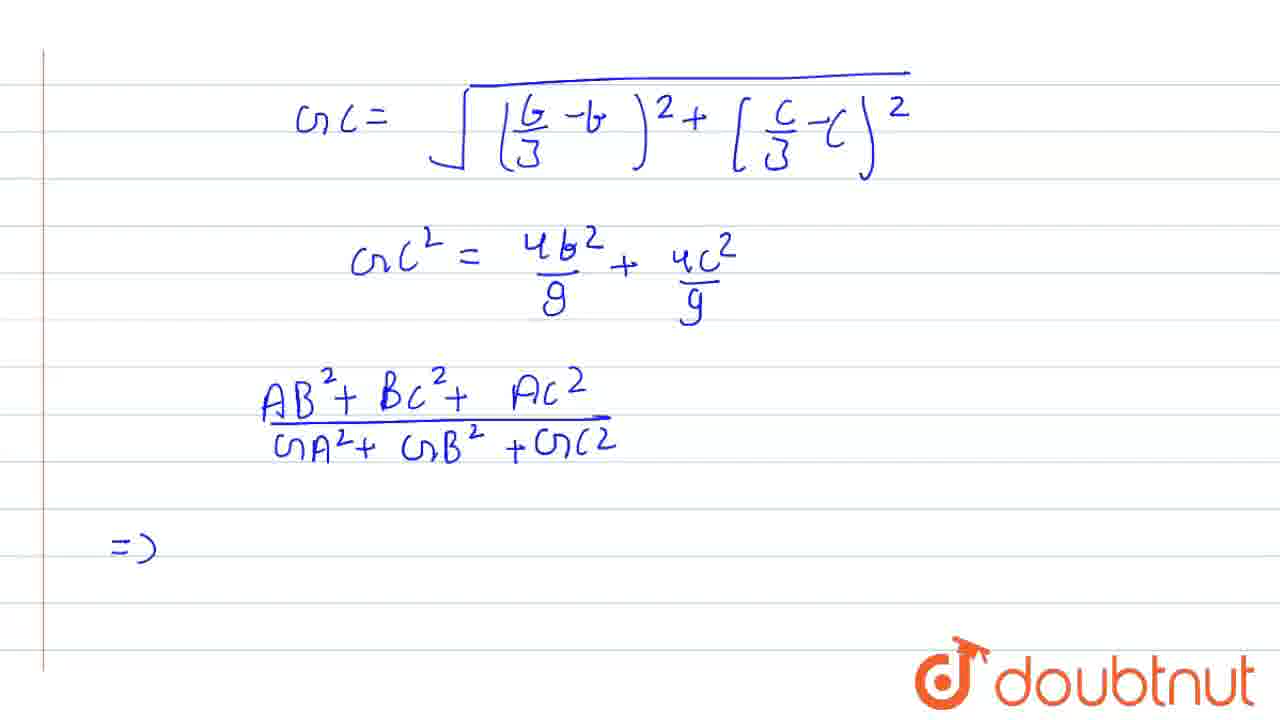 GC = √((b/3 - b)² + [c/3 - c)²
GC² = 4b²/9 + 4c²/9
AB² + BC² + AC² / GA² + GB² + GC²
=>
doubtnut